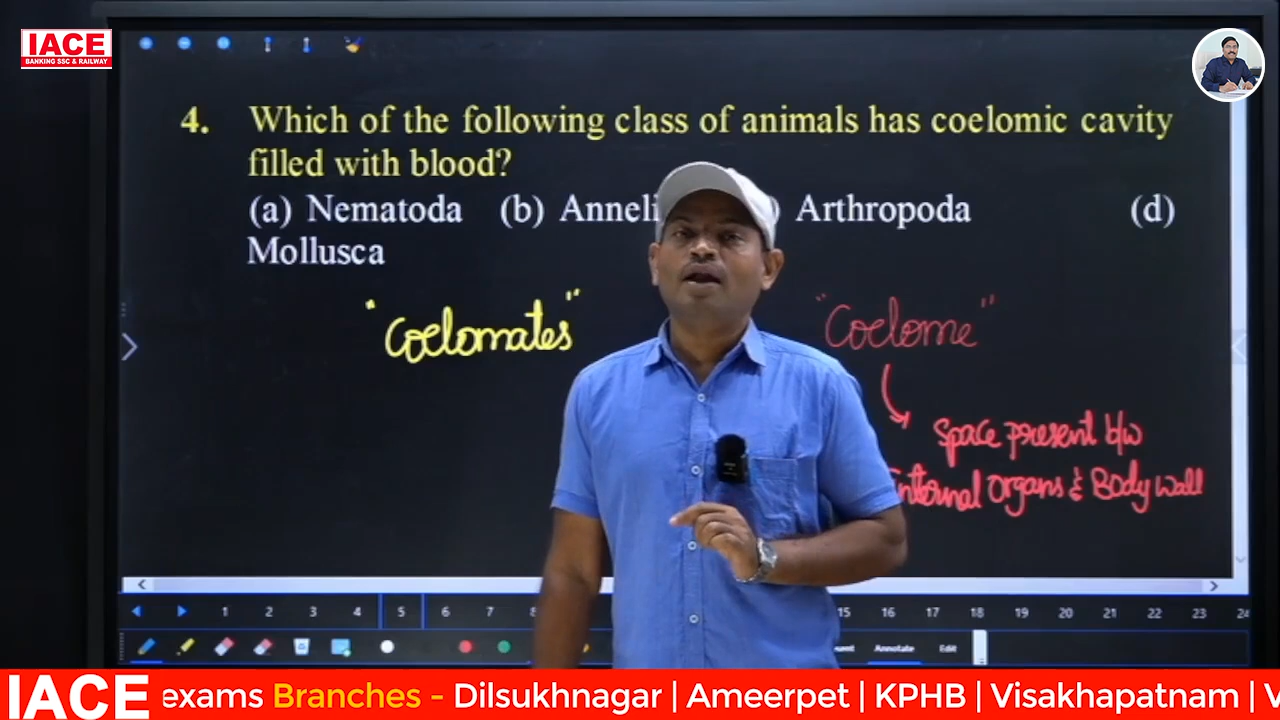 IACE
BANKING SSC & RAILWAY
4. Which of the following class of animals has coelomic cavity
filled with blood?
(a) Nematoda (b) Anneli ) Arthropoda (d)
Mollusca
"Coelomates"
"Coelome"
Space present b/w
Internal Organs & Body wall
1 2 3 4 5 6 7 8 15 16 17 18 19 20 21 22 23 24
Annotate Edit
IACE exams Branches - Dilsukhnagar | Ameerpet | KPHB | Visakhapatnam | V